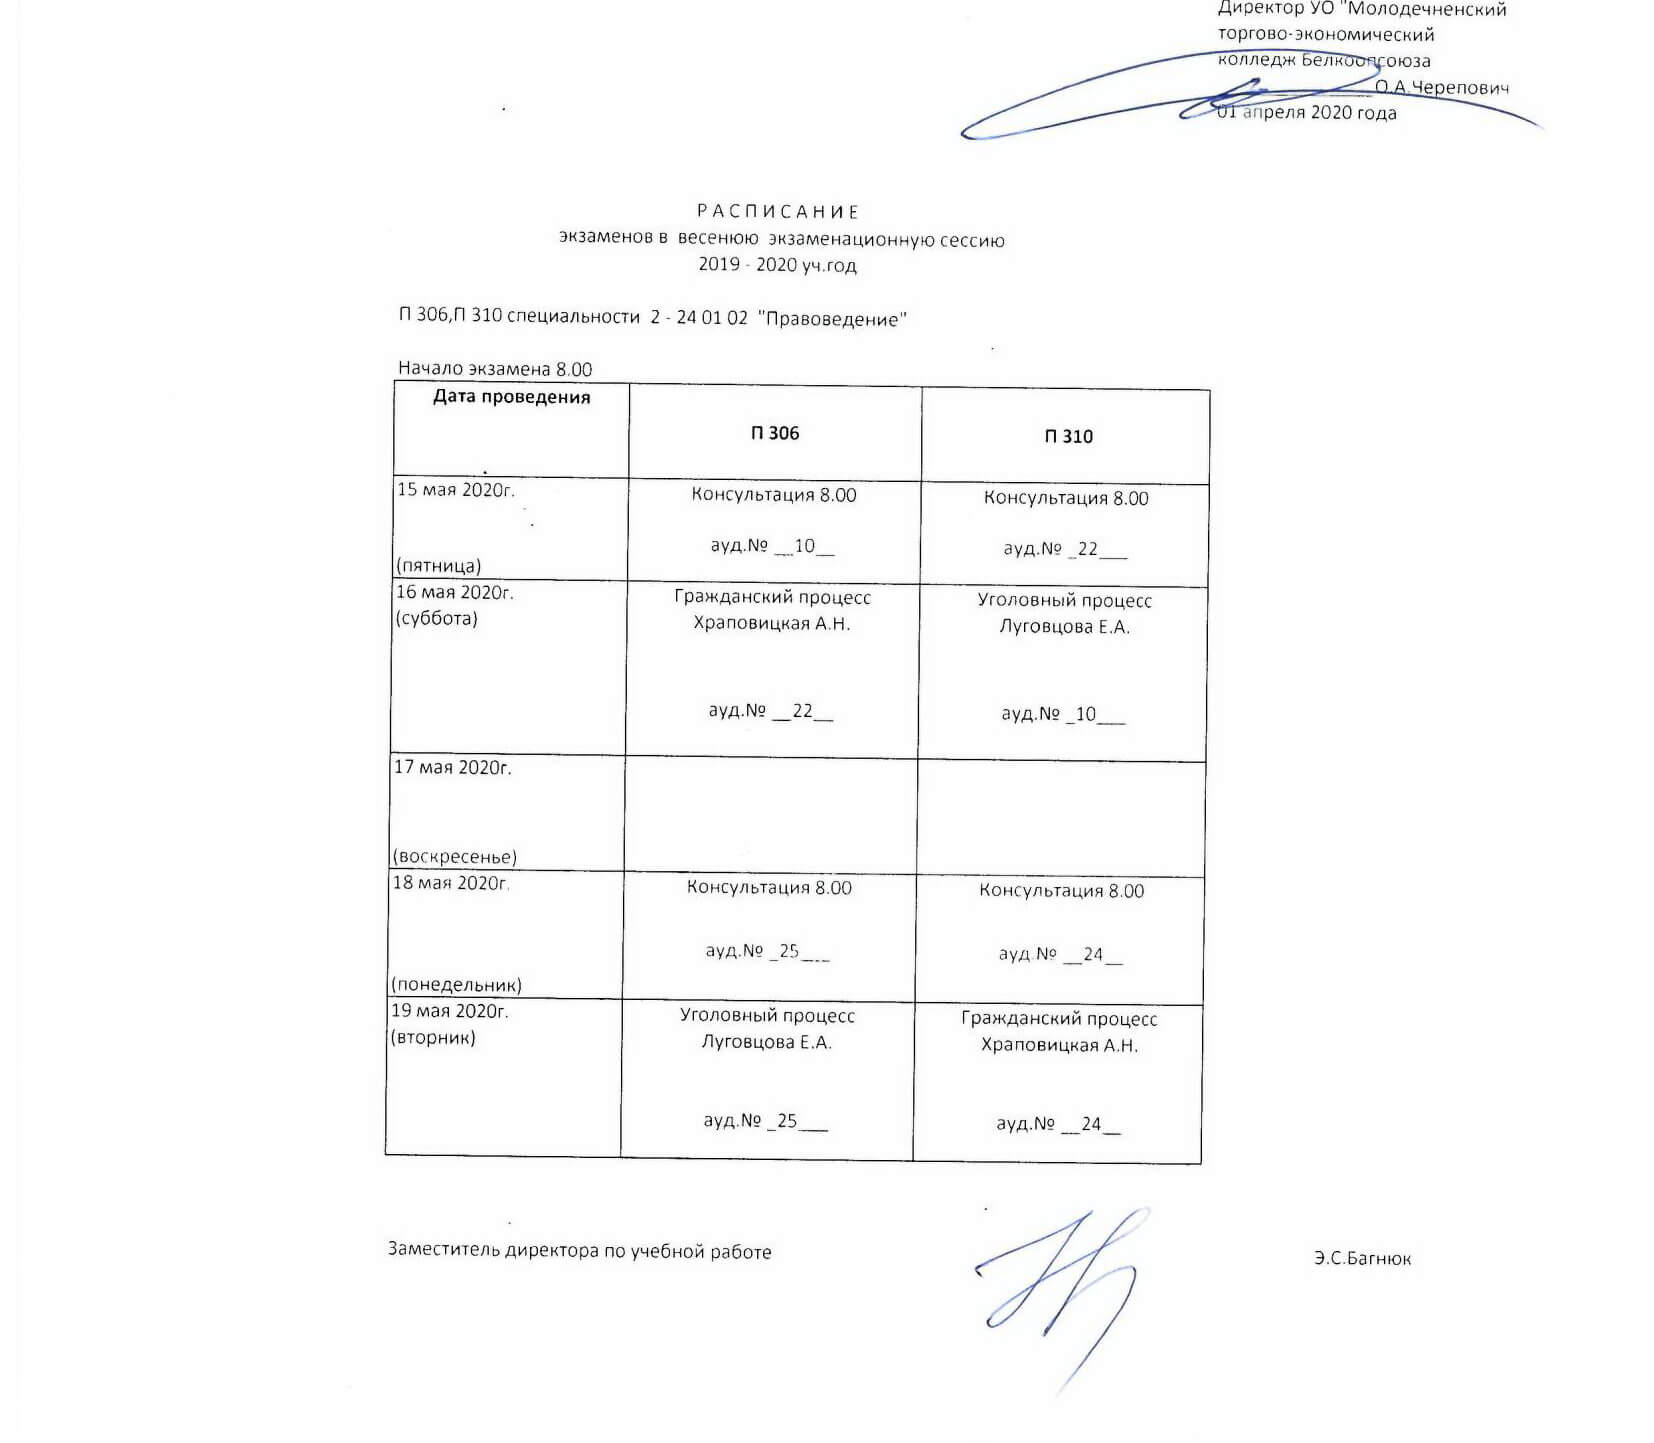 Директор УО "Молодечненский
торгово-экономический
колледж Белкоопсоюза
О.А.Черепович
01 апреля 2020 года
Р А С П И С А Н И Е
экзаменов в весенюю экзаменационную сессию
2019 - 2020 уч.год
П 306,П 310 специальности 2 - 24 01 02 "Правоведение"
Начало экзамена 8.00
Дата проведения
П 306
П 310
15 мая 2020г.
(пятница)
Консультация 8.00
ауд.№ __10__
Консультация 8.00
ауд.№ _22___
16 мая 2020г.
(суббота)
Гражданский процесс
Храповицкая А.Н.
ауд.№ __22__
Уголовный процесс
Луговцова Е.А.
ауд.№ _10___
17 мая 2020г.
(воскресенье)
18 мая 2020г.
(понедельник)
Консультация 8.00
ауд.№ _25___
Консультация 8.00
ауд.№ __24__
19 мая 2020г.
(вторник)
Уголовный процесс
Луговцова Е.А.
ауд.№ _25___
Гражданский процесс
Храповицкая А.Н.
ауд.№ __24__
Заместитель директора по учебной работе
Э.С.Багнюк